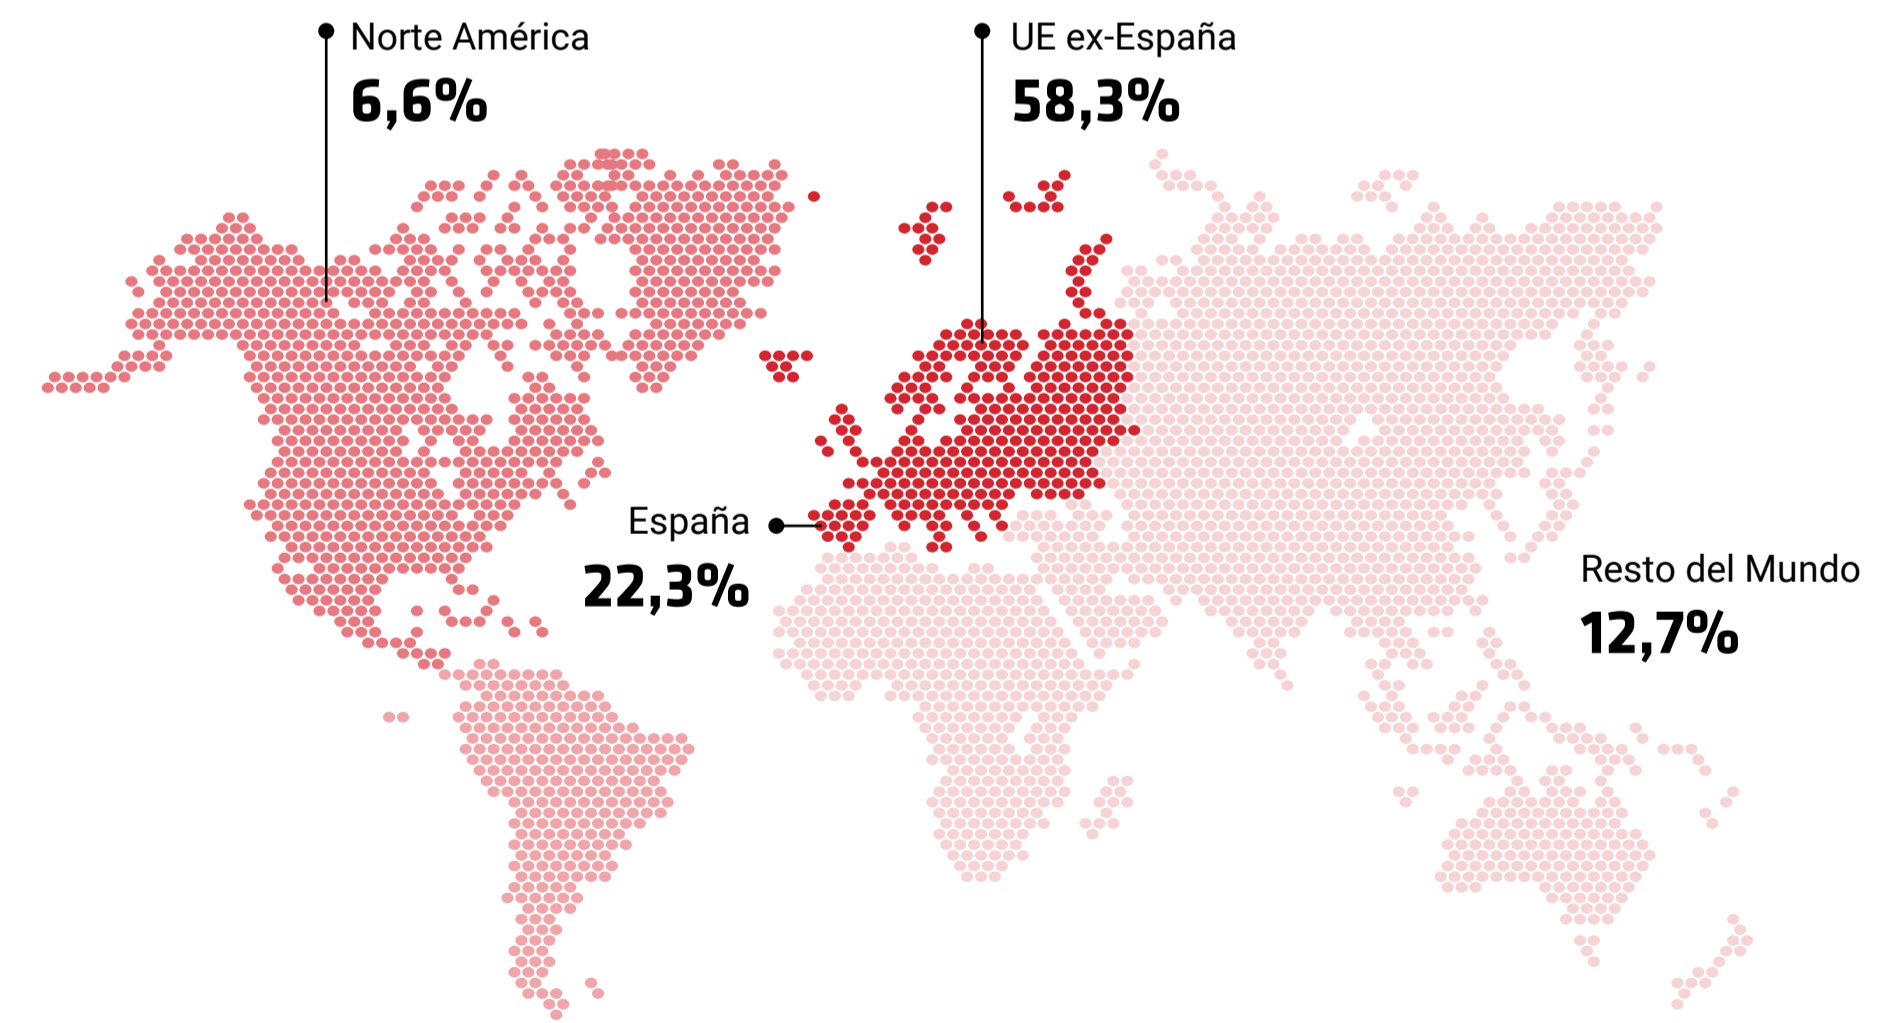 Norte América
6,6%
UE ex-España
58,3%
España
22,3%
Resto del Mundo
12,7%